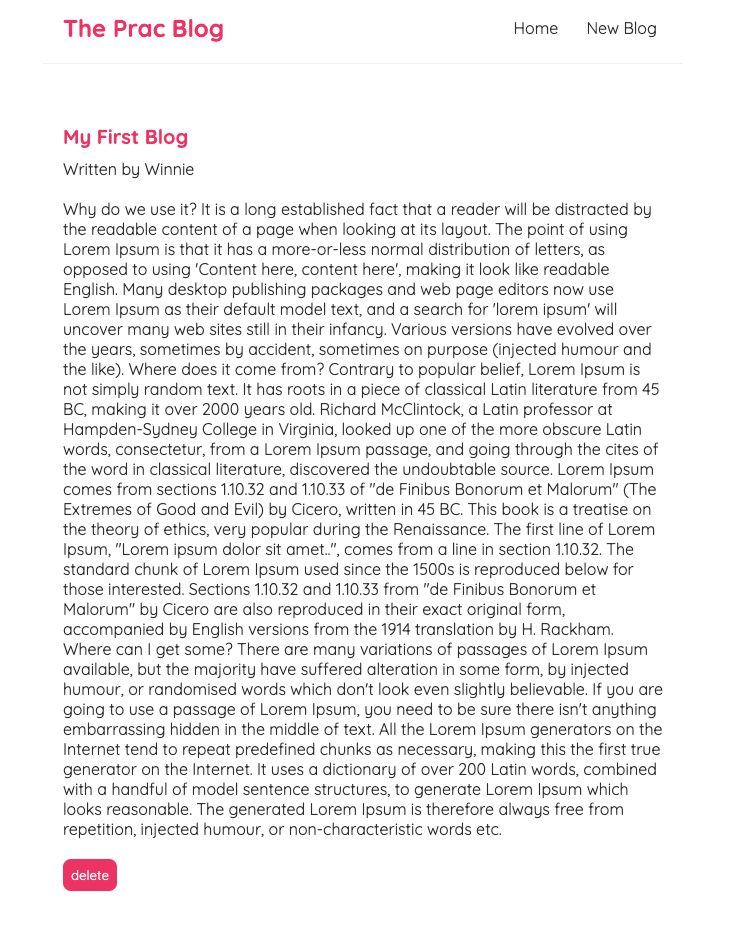 The Prac Blog
Home New Blog
My First Blog
Written by Winnie
Why do we use it? It is a long established fact that a reader will be distracted by
the readable content of a page when looking at its layout. The point of using
Lorem Ipsum is that it has a more-or-less normal distribution of letters, as
opposed to using 'Content here, content here', making it look like readable
English. Many desktop publishing packages and web page editors now use
Lorem Ipsum as their default model text, and a search for 'lorem ipsum' will
uncover many web sites still in their infancy. Various versions have evolved over
the years, sometimes by accident, sometimes on purpose (injected humour and
the like). Where does it come from? Contrary to popular belief, Lorem Ipsum is
not simply random text. It has roots in a piece of classical Latin literature from 45
BC, making it over 2000 years old. Richard McClintock, a Latin professor at
Hampden-Sydney College in Virginia, looked up one of the more obscure Latin
words, consectetur, from a Lorem Ipsum passage, and going through the cites of
the word in classical literature, discovered the undoubtable source. Lorem Ipsum
comes from sections 1.10.32 and 1.10.33 of "de Finibus Bonorum et Malorum" (The
Extremes of Good and Evil) by Cicero, written in 45 BC. This book is a treatise on
the theory of ethics, very popular during the Renaissance. The first line of Lorem
Ipsum, "Lorem ipsum dolor sit amet..", comes from a line in section 1.10.32. The
standard chunk of Lorem Ipsum used since the 1500s is reproduced below for
those interested. Sections 1.10.32 and 1.10.33 from "de Finibus Bonorum et
Malorum" by Cicero are also reproduced in their exact original form,
accompanied by English versions from the 1914 translation by H. Rackham.
Where can I get some? There are many variations of passages of Lorem Ipsum
available, but the majority have suffered alteration in some form, by injected
humour, or randomised words which don't look even slightly believable. If you are
going to use a passage of Lorem Ipsum, you need to be sure there isn't anything
embarrassing hidden in the middle of text. All the Lorem Ipsum generators on the
Internet tend to repeat predefined chunks as necessary, making this the first true
generator on the Internet. It uses a dictionary of over 200 Latin words, combined
with a handful of model sentence structures, to generate Lorem Ipsum which
looks reasonable. The generated Lorem Ipsum is therefore always free from
repetition, injected humour, or non-characteristic words etc.
delete